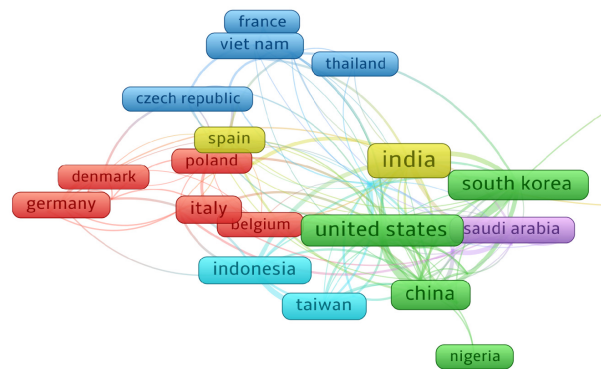 france
viet nam
thailand
czech republic
spain
india
poland
denmark
south korea
germany
italy
belgium
united states
saudi arabia
indonesia
taiwan
china
nigeria